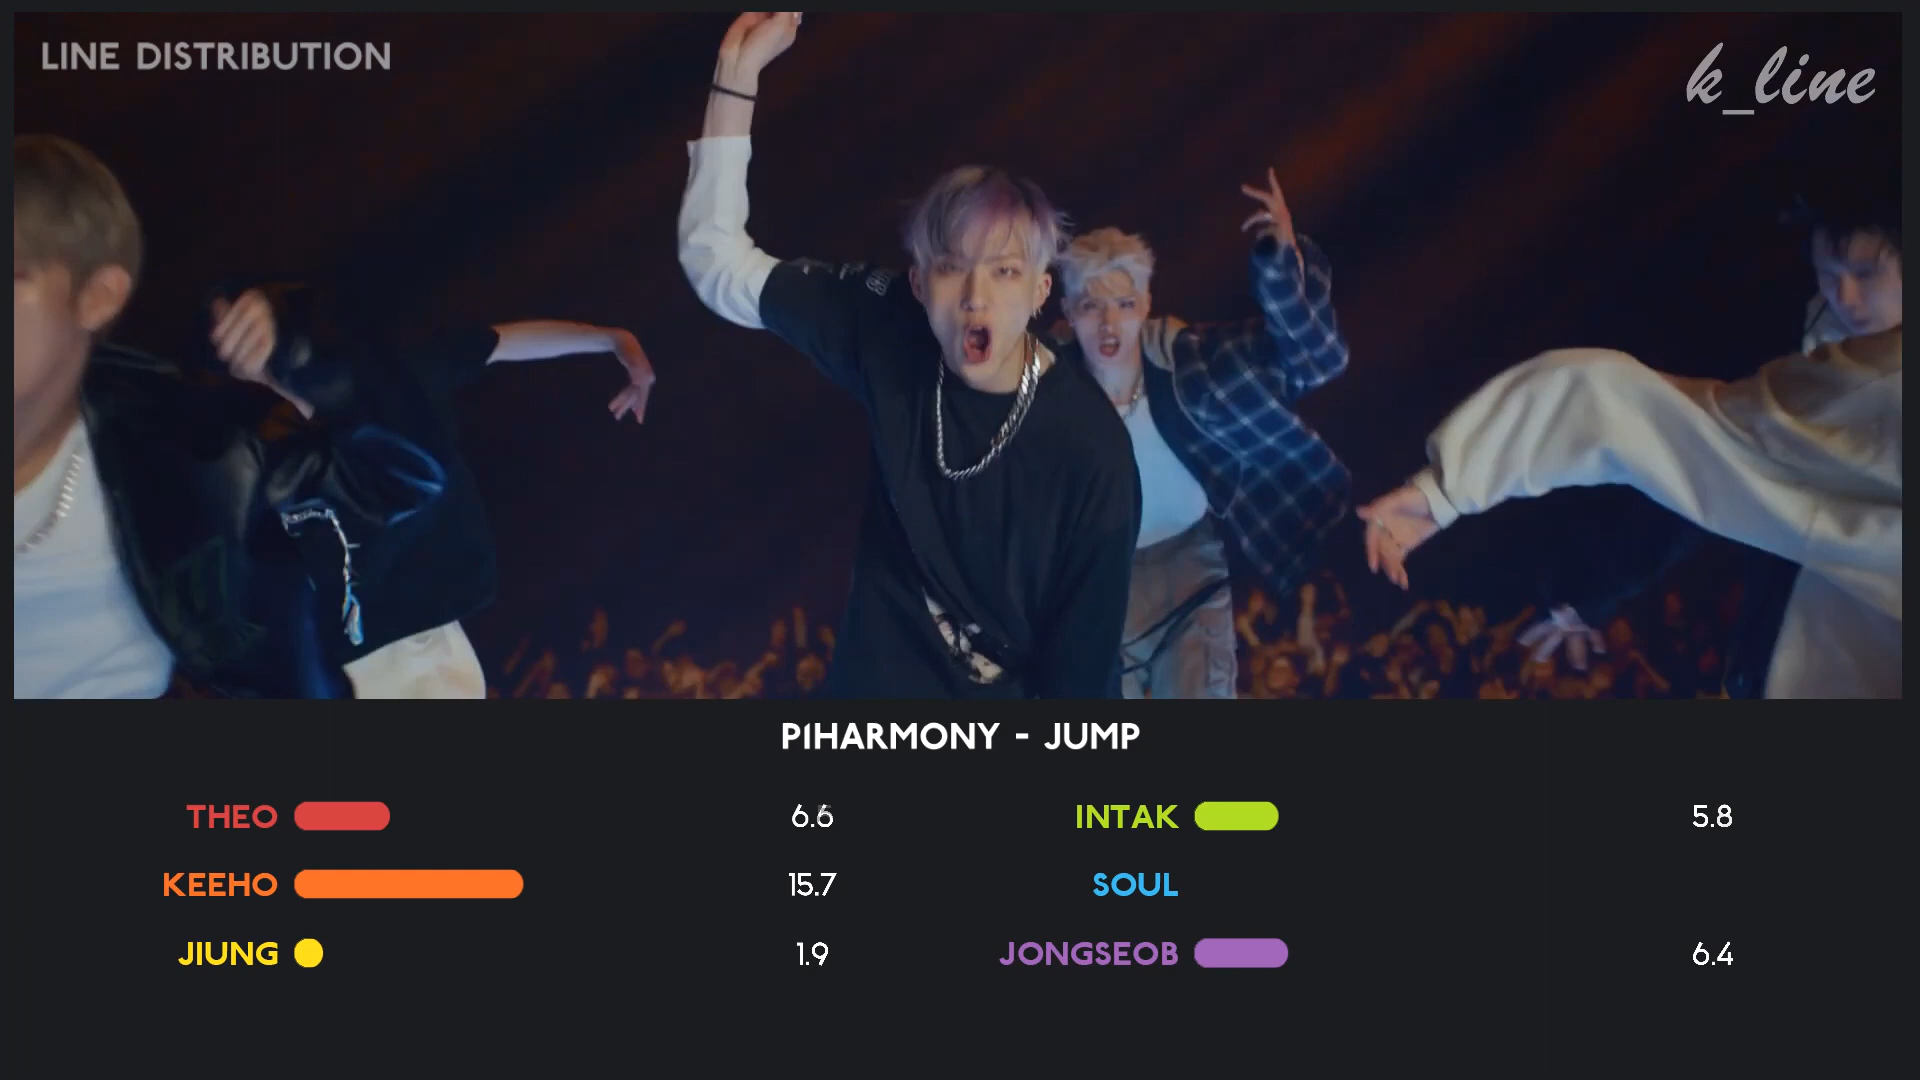 LINE DISTRIBUTION
k_line
P1HARMONY - JUMP
THEO 6.6 INTAK 5.8
KEEHO 15.7 SOUL
JIUNG 1.9 JONGSEOB 6.4